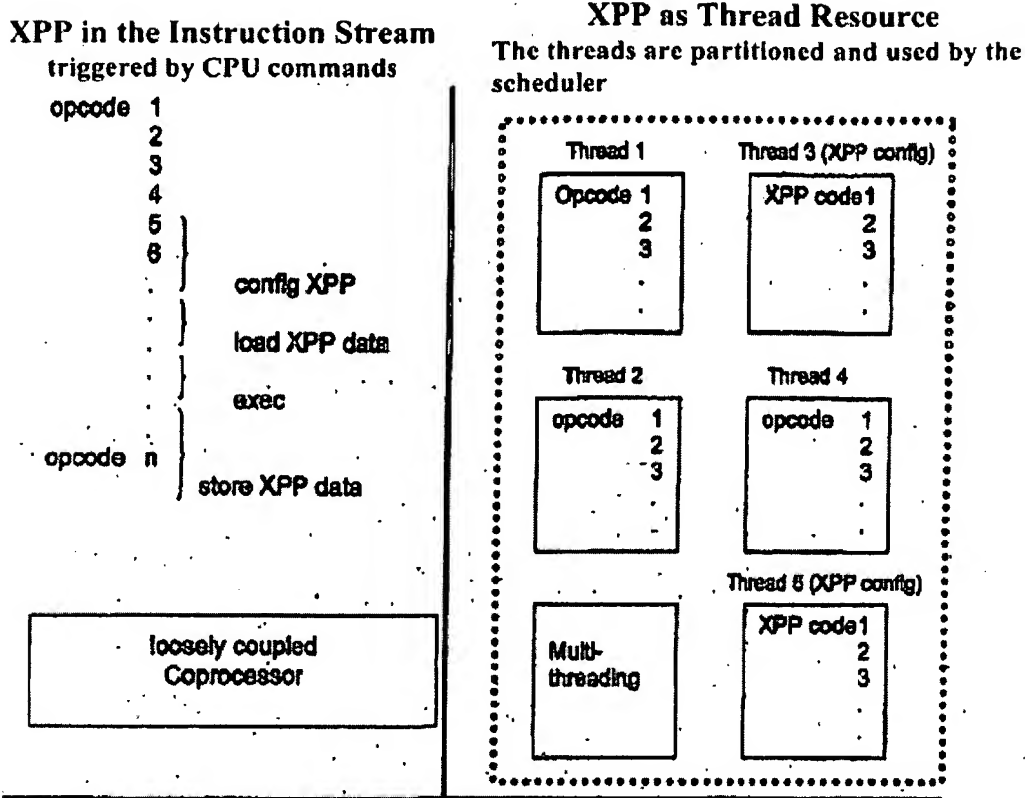 XPP in the Instruction Stream
triggered by CPU commands
opcode 1
2
3
4
5
6
config XPP
load XPP data
exec
opcode n
store XPP data
loosely coupled
Coprocessor
XPP as Thread Resource
The threads are partitioned and used by the
scheduler
Thread 1
Opcode 1
2
3
Thread 3 (XPP config)
XPP code1
2
3
Thread 2
opcode 1
2
3
Thread 4
opcode 1
2
3
Multi-
threading
Thread 5 (XPP config)
XPP code1
2
3